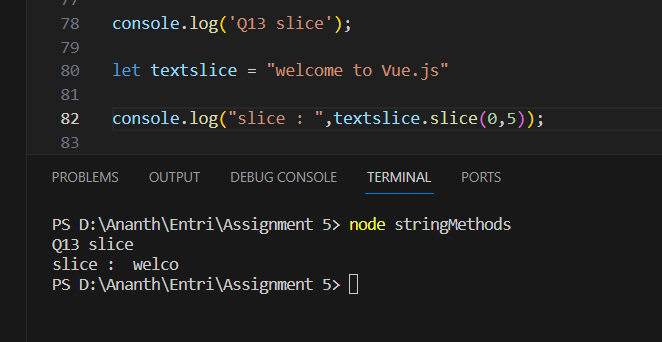 77
78 console.log('Q13 slice');
79
80 let textslice = "welcome to Vue.js"
81
82 console.log("slice : ",textslice.slice(0,5));
83
PROBLEMS OUTPUT DEBUG CONSOLE TERMINAL PORTS
PS D:\Ananth\Entri\Assignment 5> node stringMethods
Q13 slice
slice :  welco
PS D:\Ananth\Entri\Assignment 5>